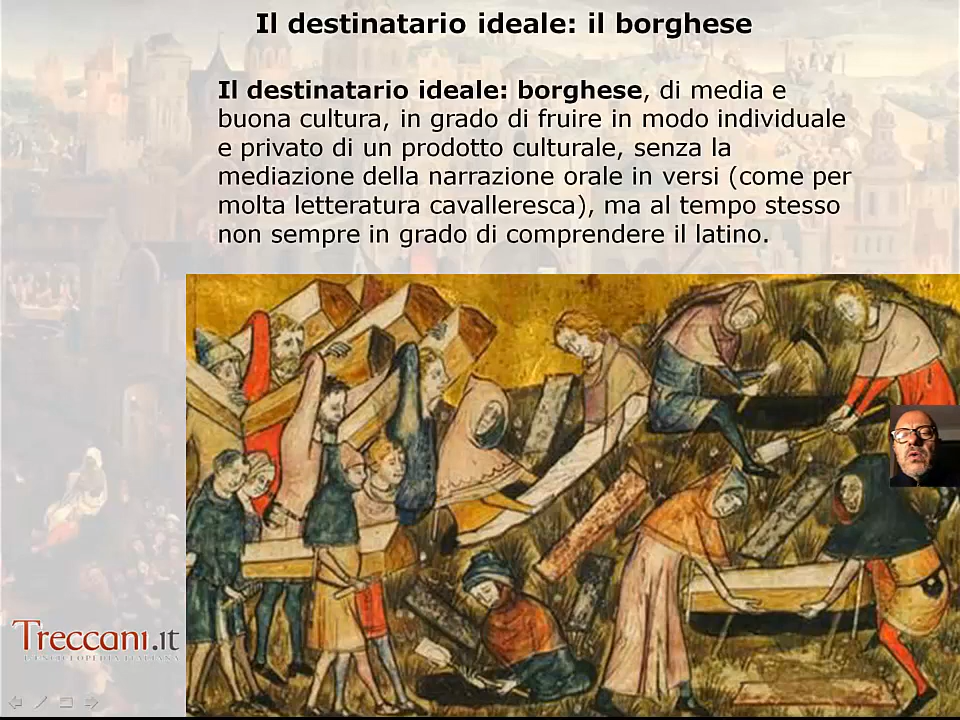 Il destinatario ideale: il borghese
Il destinatario ideale: borghese, di media e
buona cultura, in grado di fruire in modo individuale
e privato di un prodotto culturale, senza la
mediazione della narrazione orale in versi (come per
molta letteratura cavalleresca), ma al tempo stesso
non sempre in grado di comprendere il latino.
Treccani.it
L'ENCICLOPEDIA ITALIANA